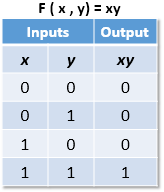 F ( x , y) = xy
Inputs Output
x y xy
0 0 0
0 1 0
1 0 0
1 1 1